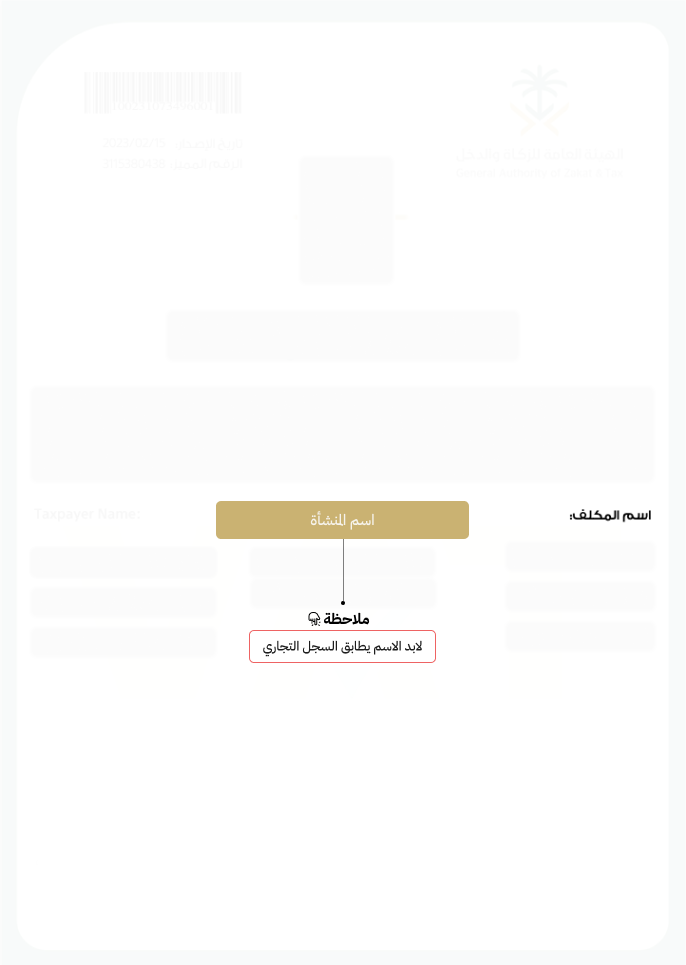 الهيئة العامة للزكاة والدخل
General Authority of Zakat & Tax
اسم المكلف:
اسم المنشأة
Taxpayer Name:
ملاحظة
لابد الاسم يطابق السجل التجاري